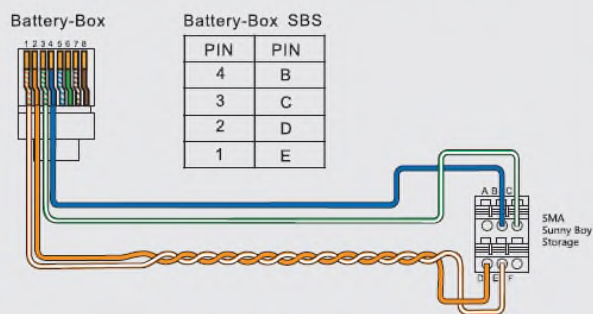 Battery-Box
1 2 3 4 5 6 7 8
Battery-Box SBS
PIN PIN
4 B
3 C
2 D
1 E
A B C
SMA
Sunny Boy
Storage
D E F